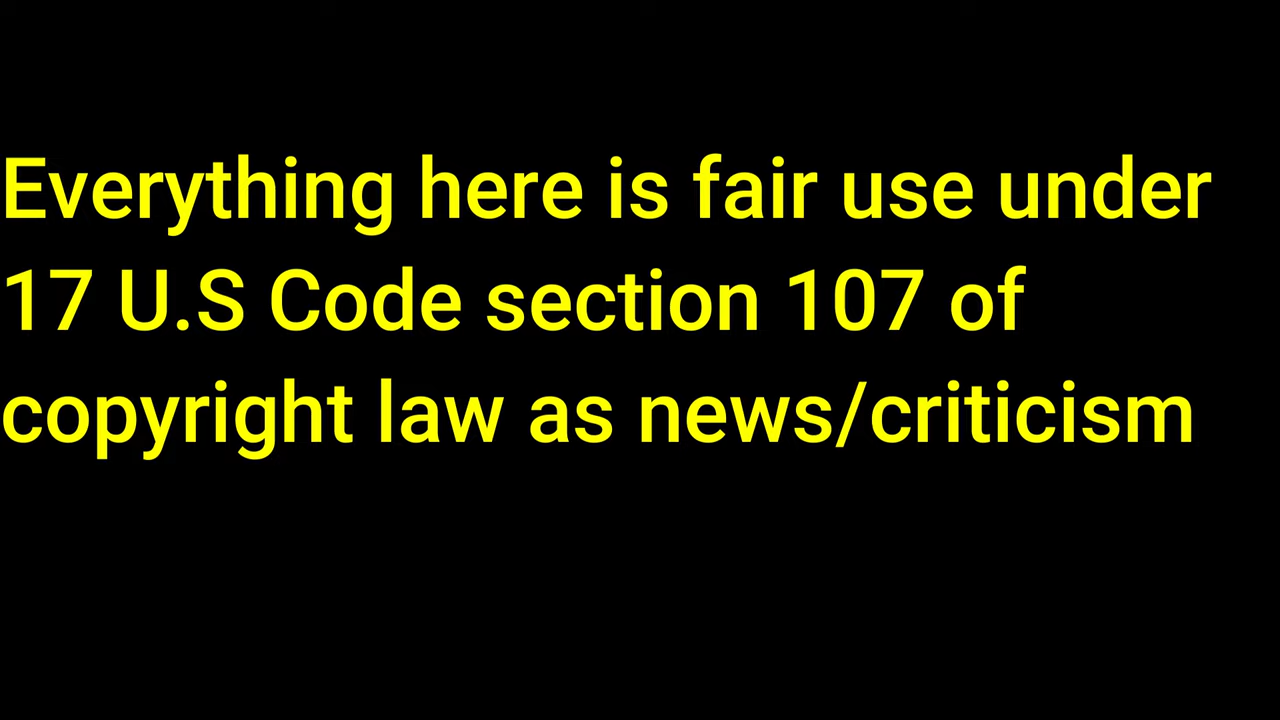 Everything here is fair use under
17 U.S Code section 107 of
copyright law as news/criticism